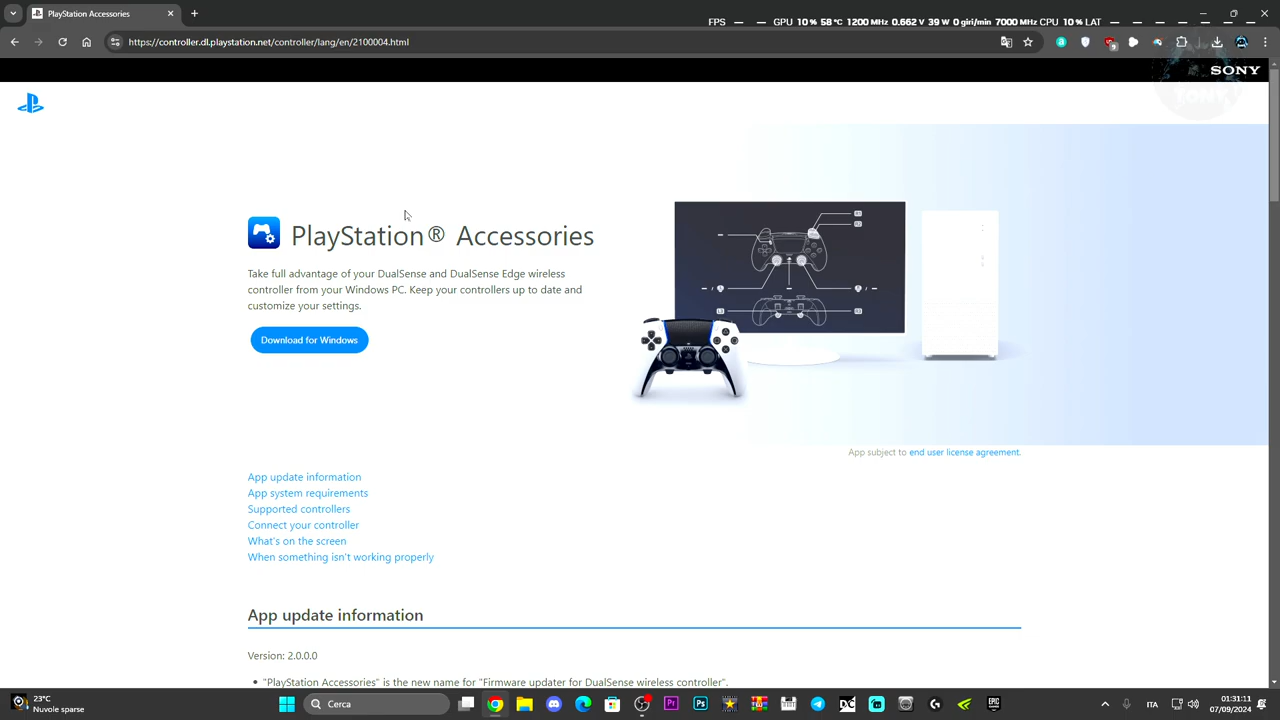 PlayStation Accessories
FPS — — GPU 10 % 58 °C 1200 MHz 0.662 V 39 W 0 giri/min 7000 MHz CPU 10 % LAT — — — — —
https://controller.dl.playstation.net/controller/lang/en/2100004.html
9
SONY
TONY
PlayStation® Accessories
Take full advantage of your DualSense and DualSense Edge wireless
controller from your Windows PC. Keep your controllers up to date and
customize your settings.
Download for Windows
App subject to end user license agreement.
App update information
App system requirements
Supported controllers
Connect your controller
What's on the screen
When something isn't working properly
App update information
Version: 2.0.0.0
• "PlayStation Accessories" is the new name for "Firmware updater for DualSense wireless controller".
23°C
Nuvole sparse
Cerca
Pr
Ps
DC
EPIC
ITA
01:31:11
07/09/2024